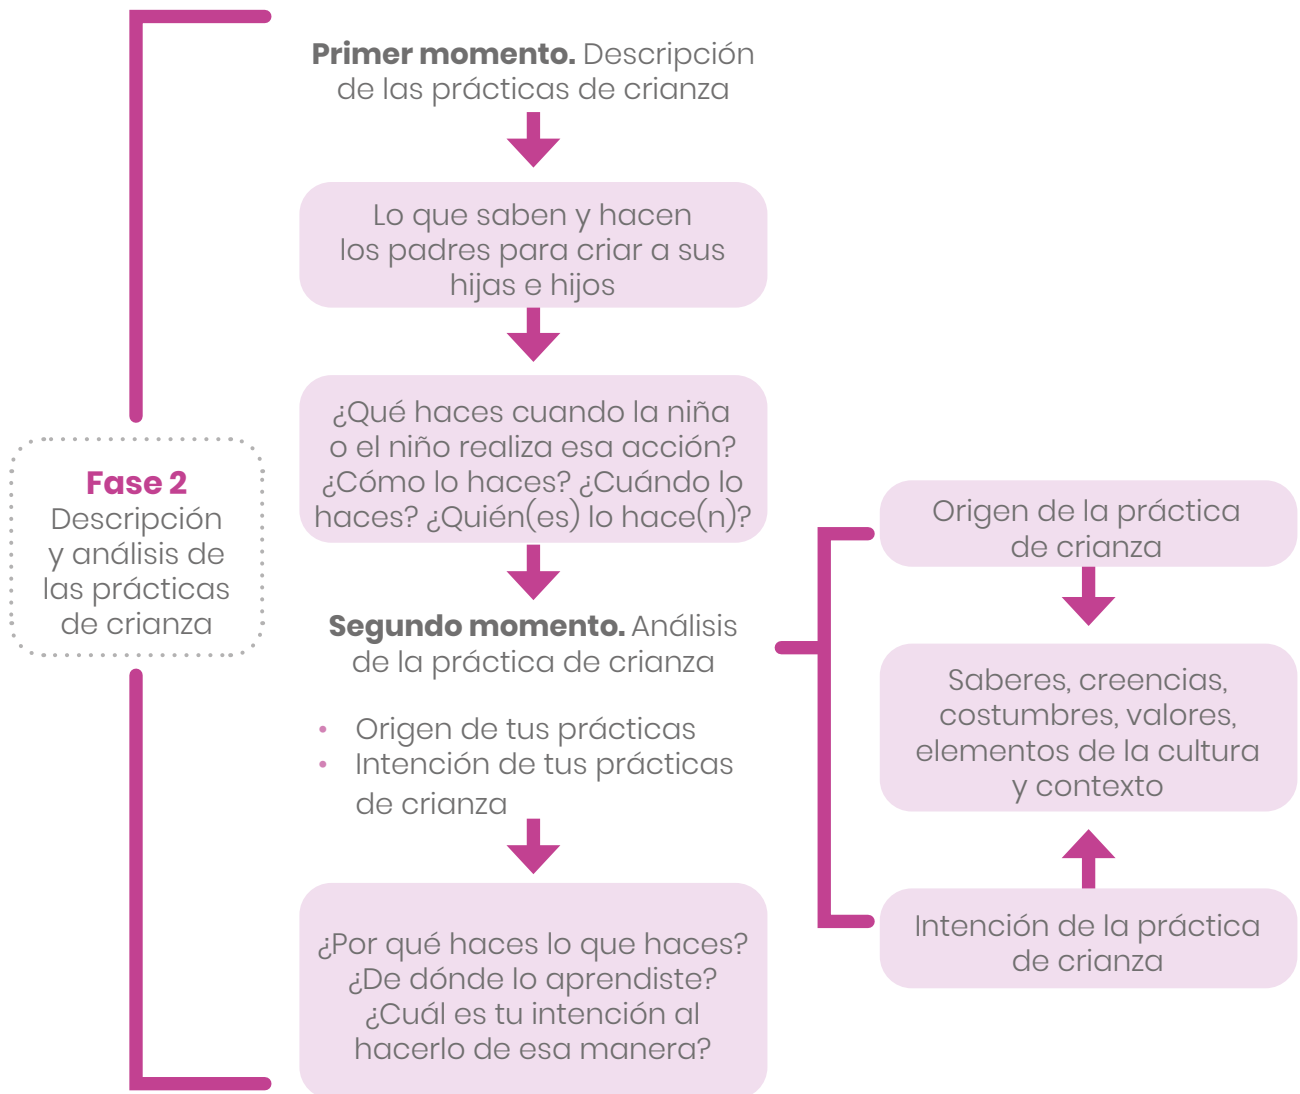 Primer momento. Descripción
de las prácticas de crianza
Lo que saben y hacen
los padres para criar a sus
hijas e hijos
¿Qué haces cuando la niña
o el niño realiza esa acción?
¿Cómo lo haces? ¿Cuándo lo
haces? ¿Quién(es) lo hace(n)?
Fase 2
Descripción
y análisis de
las prácticas
de crianza
Segundo momento. Análisis
de la práctica de crianza
• Origen de tus prácticas
• Intención de tus prácticas
de crianza
¿Por qué haces lo que haces?
¿De dónde lo aprendiste?
¿Cuál es tu intención al
hacerlo de esa manera?
Origen de la práctica
de crianza
Saberes, creencias,
costumbres, valores,
elementos de la cultura
y contexto
Intención de la práctica
de crianza